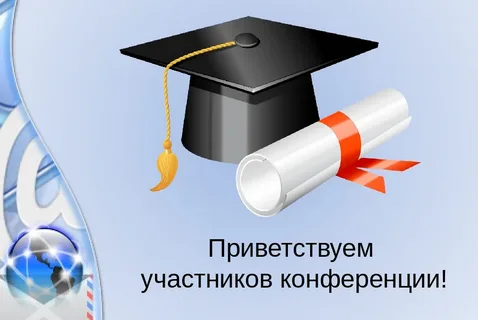 Приветствуем
участников конференции!